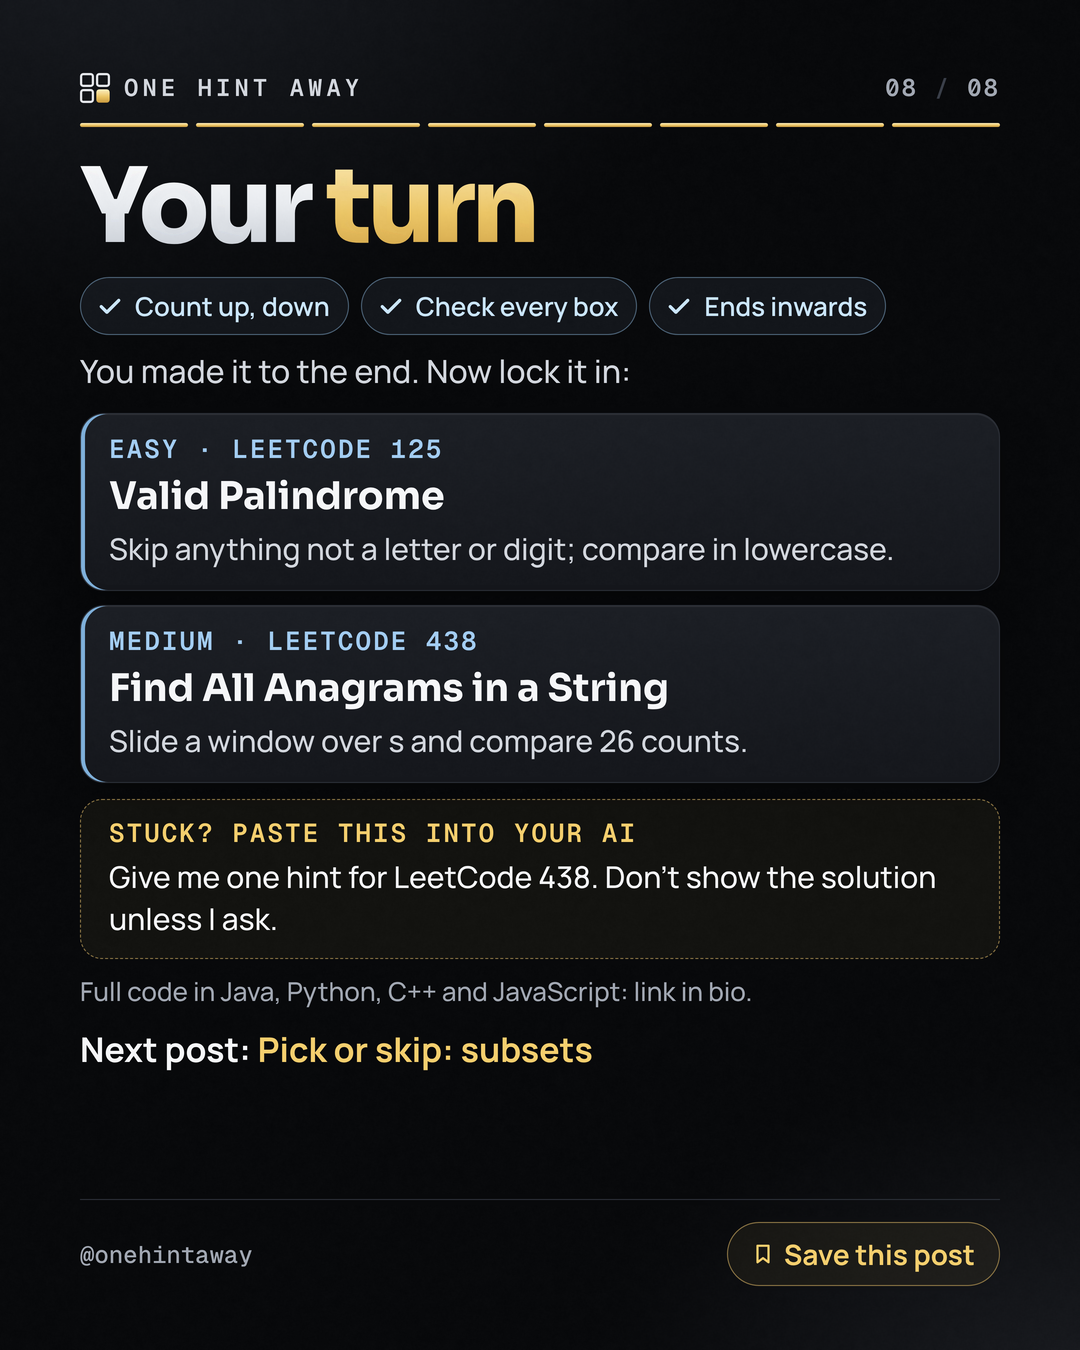 ONE HINT AWAY
08 / 08
Your turn
Count up, down
Check every box
Ends inwards
You made it to the end. Now lock it in:
EASY · LEETCODE 125
Valid Palindrome
Skip anything not a letter or digit; compare in lowercase.
MEDIUM · LEETCODE 438
Find All Anagrams in a String
Slide a window over s and compare 26 counts.
STUCK? PASTE THIS INTO YOUR AI
Give me one hint for LeetCode 438. Don’t show the solution
unless I ask.
Full code in Java, Python, C++ and JavaScript: link in bio.
Next post: Pick or skip: subsets
@onehintaway
Save this post